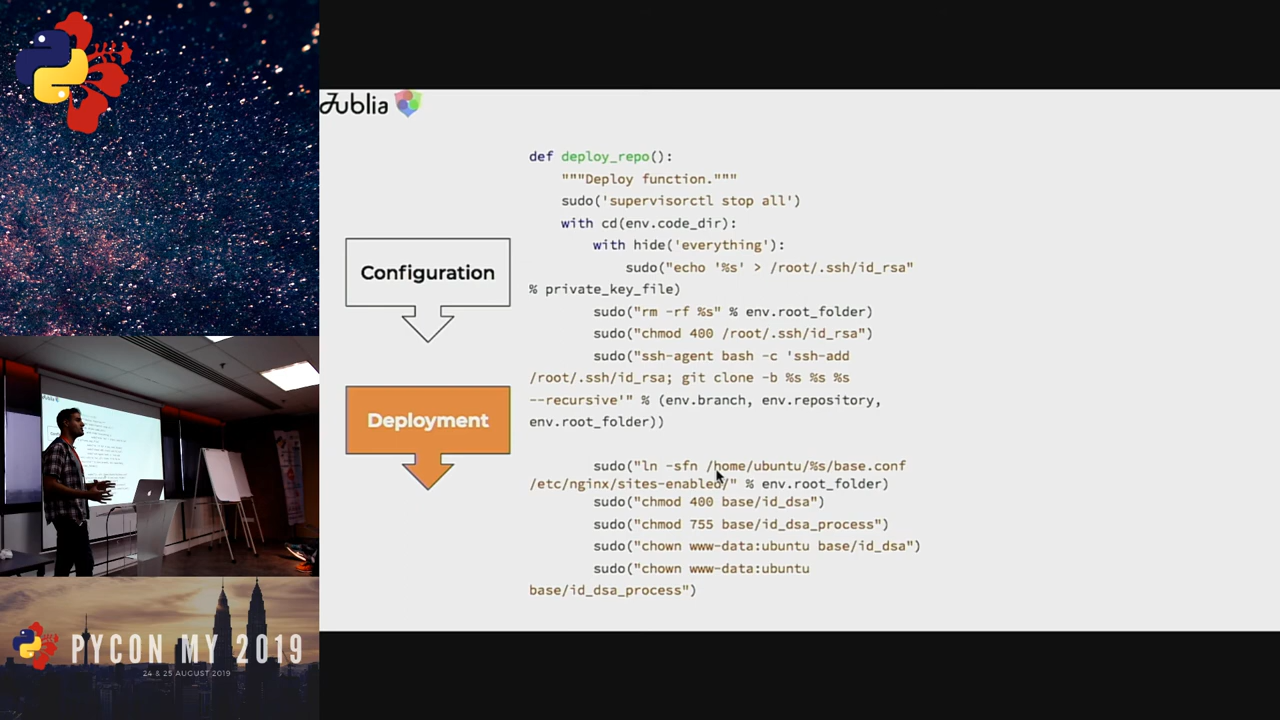 Jublia
def deploy_repo():
"""Deploy function."""
sudo('supervisorctl stop all')
with cd(env.code_dir):
with hide('everything'):
sudo("echo '%s' > /root/.ssh/id_rsa"
% private_key_file)
sudo("rm -rf %s" % env.root_folder)
sudo("chmod 400 /root/.ssh/id_rsa")
sudo("ssh-agent bash -c 'ssh-add
/root/.ssh/id_rsa; git clone -b %s %s %s
--recursive'" % (env.branch, env.repository,
env.root_folder))
sudo("ln -sfn /home/ubuntu/%s/base.conf
/etc/nginx/sites-enabled/" % env.root_folder)
sudo("chmod 400 base/id_dsa")
sudo("chmod 755 base/id_dsa_process")
sudo("chown www-data:ubuntu base/id_dsa")
sudo("chown www-data:ubuntu
base/id_dsa_process")
Configuration
Deployment
PYCON MY 2019
24 & 25 AUGUST 2019